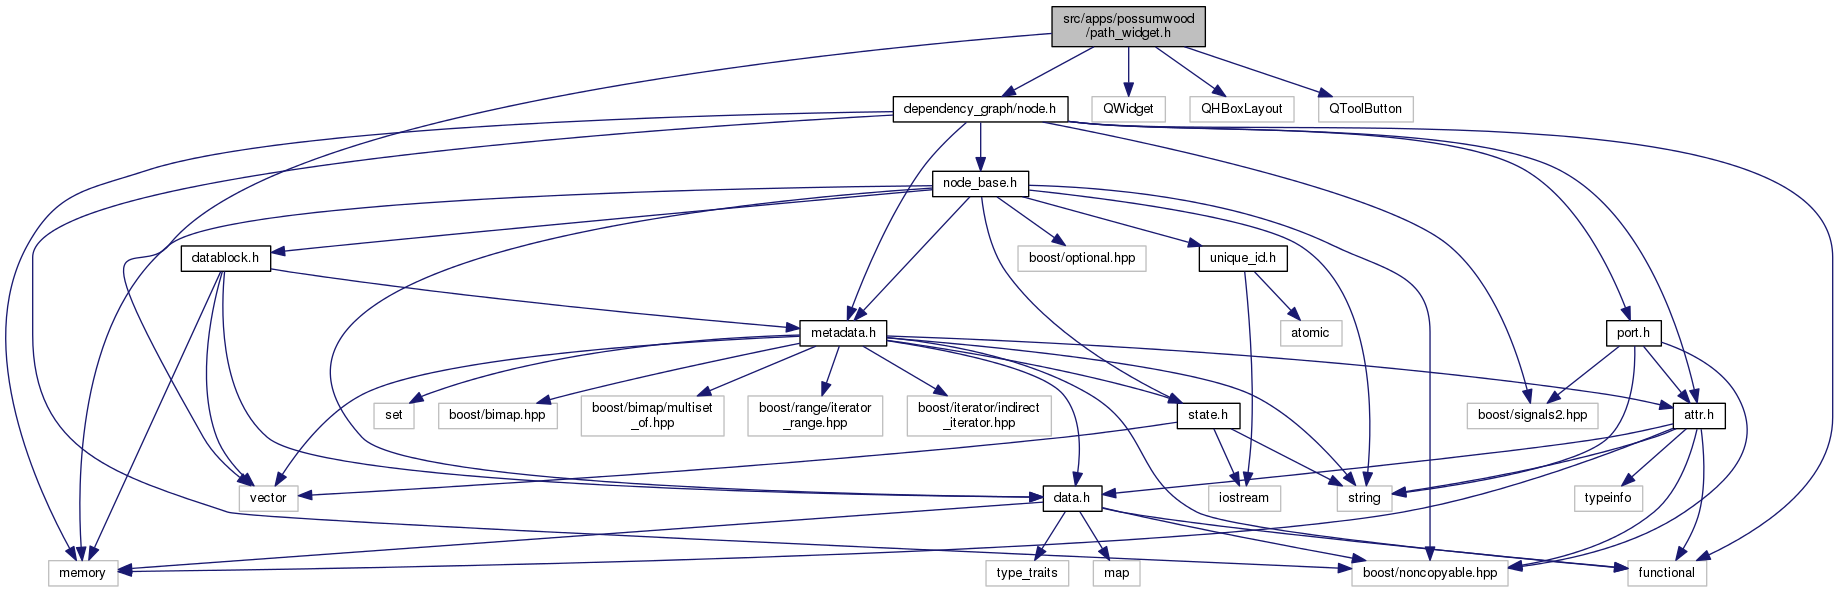 src/apps/possumwood
/path_widget.h
dependency_graph/node.h
QWidget
QHBoxLayout
QToolButton
node_base.h
datablock.h
boost/optional.hpp
unique_id.h
metadata.h
atomic
port.h
set
boost/bimap.hpp
boost/bimap/multiset
_of.hpp
boost/range/iterator
_range.hpp
boost/iterator/indirect
_iterator.hpp
state.h
boost/signals2.hpp
attr.h
vector
data.h
iostream
string
typeinfo
memory
type_traits
map
boost/noncopyable.hpp
functional